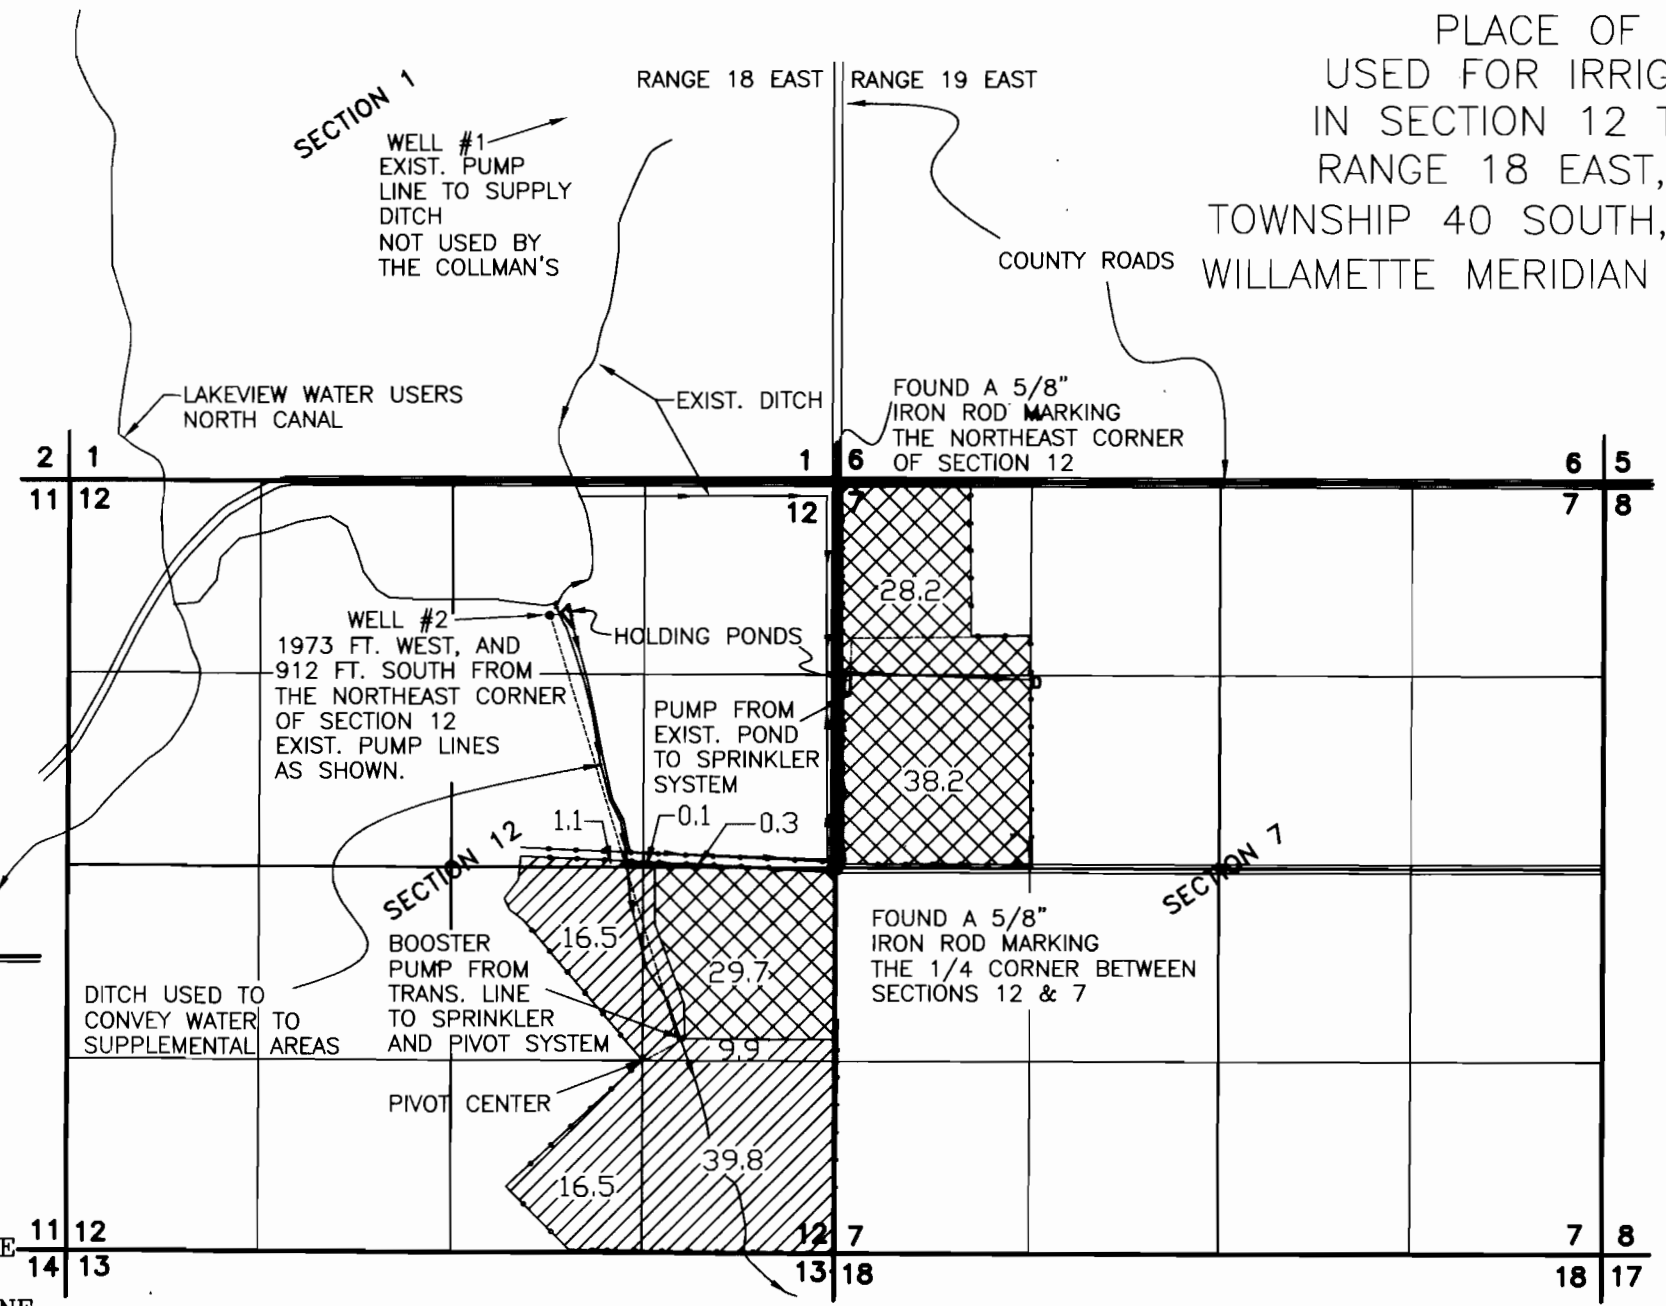 PLACE OF
USED FOR IRRIG
IN SECTION 12 T
RANGE 18 EAST,
TOWNSHIP 40 SOUTH,
WILLAMETTE MERIDIAN
RANGE 18 EAST
RANGE 19 EAST
SECTION 1
WELL #1
EXIST. PUMP
LINE TO SUPPLY
DITCH
NOT USED BY
THE COLLMAN'S
COUNTY ROADS
LAKEVIEW WATER USERS
NORTH CANAL
EXIST. DITCH
FOUND A 5/8"
IRON ROD MARKING
THE NORTHEAST CORNER
OF SECTION 12
2 1
11 12
1 6
12 7
6 5
7 8
28.2
WELL #2
1973 FT. WEST, AND
912 FT. SOUTH FROM
THE NORTHEAST CORNER
OF SECTION 12
EXIST. PUMP LINES
AS SHOWN.
HOLDING PONDS
PUMP FROM
EXIST. POND
TO SPRINKLER
SYSTEM
38.2
1.1
0.1
0.3
SECTION 12
SECTION 7
16.5
29.7
FOUND A 5/8"
IRON ROD MARKING
THE 1/4 CORNER BETWEEN
SECTIONS 12 & 7
BOOSTER
PUMP FROM
TRANS. LINE
TO SPRINKLER
AND PIVOT SYSTEM
DITCH USED TO
CONVEY WATER TO
SUPPLEMENTAL AREAS
9.9
PIVOT CENTER
39.8
16.5
E
11 12
14 13
12 7
13 18
7 8
18 17
NE